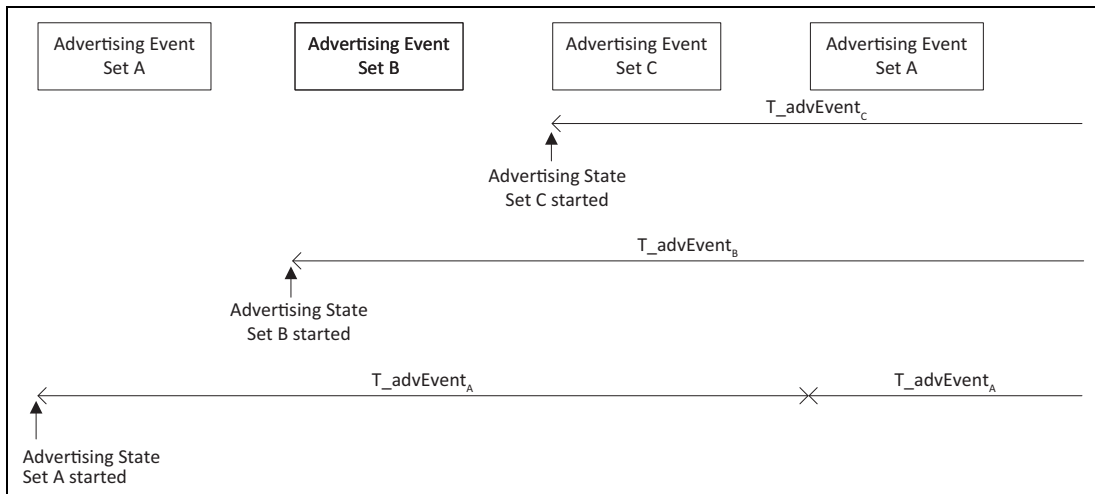 Advertising Event
Set A
Advertising Event
Set B
Advertising Event
Set C
Advertising Event
Set A
T_advEventC
Advertising State
Set C started
T_advEventB
Advertising State
Set B started
T_advEventA
T_advEventA
Advertising State
Set A started